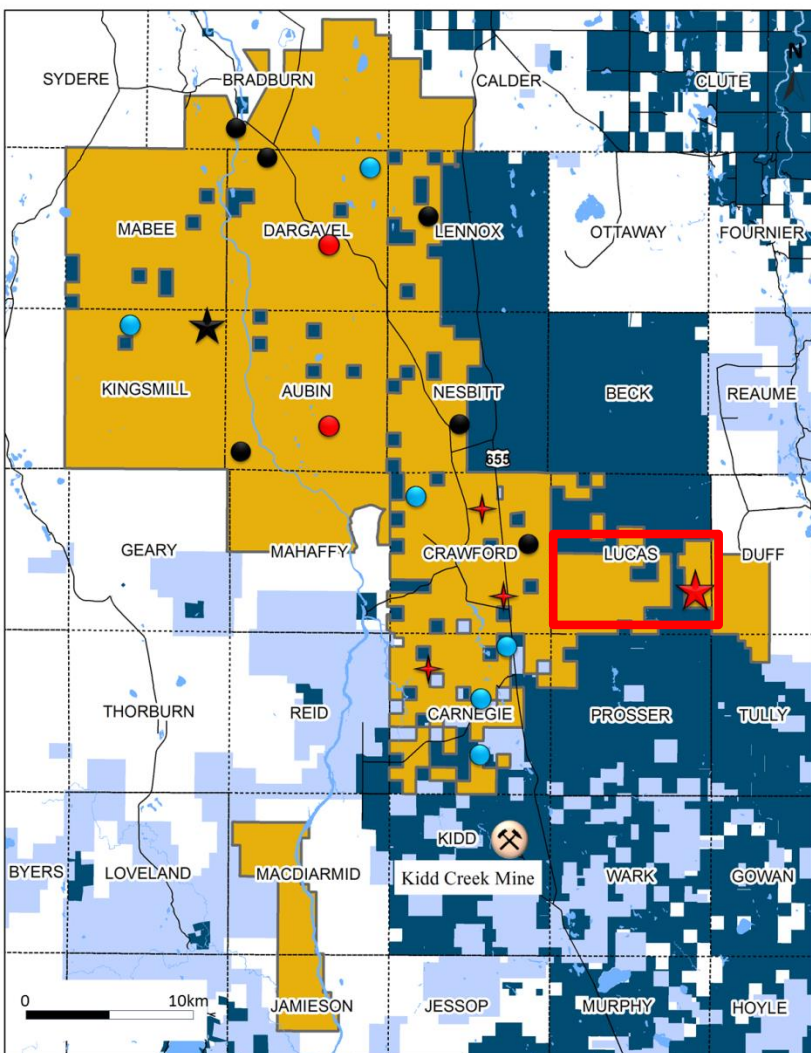 N
SYDERE
BRADBURN
CALDER
CLUTE
MABEE
DARGAVEL
LENNOX
OTTAWAY
FOURNIER
KINGSMILL
AUBIN
NESBITT
BECK
REAUME
655
GEARY
MAHAFFY
CRAWFORD
LUCAS
DUFF
THORBURN
REID
CARNEGIE
PROSSER
TULLY
KIDD
BYERS
LOVELAND
MACDIARMID
Kidd Creek Mine
WARK
GOWAN
0
10km
JAMIESON
JESSOP
MURPHY
HOYLE